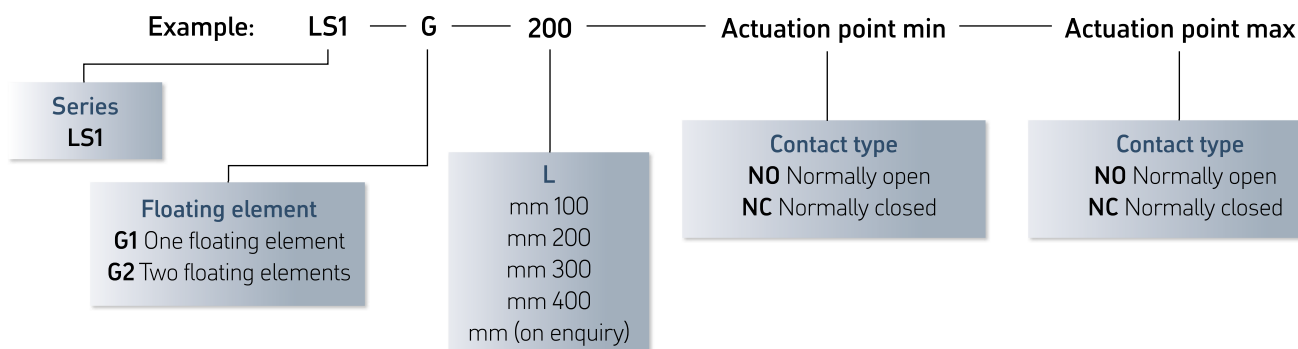 Example: LS1 G 200 Actuation point min Actuation point max
Series
LS1
Floating element
G1 One floating element
G2 Two floating elements
L
mm 100
mm 200
mm 300
mm 400
mm (on enquiry)
Contact type
NO Normally open
NC Normally closed
Contact type
NO Normally open
NC Normally closed